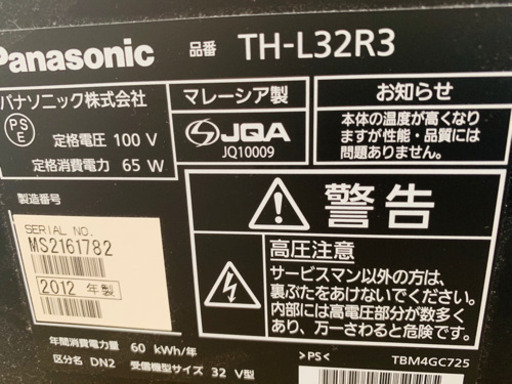 Panasonic 品番 TH-L32R3
パナソニック株式会社
PS
E
定格電圧 100 V
定格消費電力 65 W
マレーシア製
JQA
JQ10009
お知らせ
本体の温度が高くなり
ますが性能・品質には
問題ありません。
製造番号
SERIAL NO.
MS2161782
2012 年製
警告
高圧注意
サービスマン以外の方は、
裏ぶたをあけないでください。
内部には高電圧部分が数多く
あり、万一さわると危険です。
年間消費電力量 60 kWh/年
区分名 DN2 受信機型サイズ 32 V型
>PS<
TBM4GC725